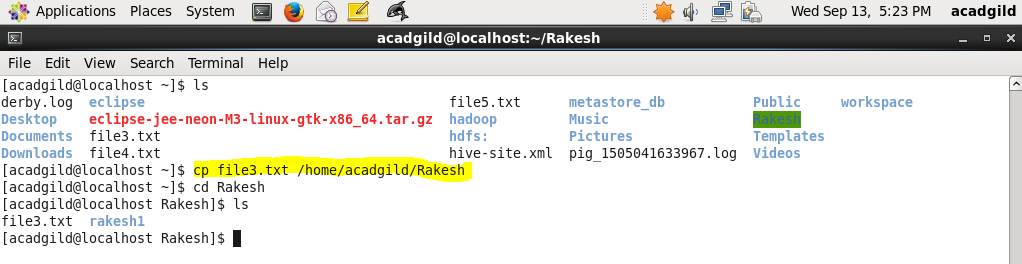 Applications Places System Wed Sep 13, 5:23 PM acadgild
acadgild@localhost:~/Rakesh
File Edit View Search Terminal Help
[acadgild@localhost ~]$ ls
derby.log eclipse file5.txt metastore_db Public workspace
Desktop eclipse-jee-neon-M3-linux-gtk-x86_64.tar.gz hadoop Music Rakesh
Documents file3.txt hdfs: Pictures Templates
Downloads file4.txt hive-site.xml pig_1505041633967.log Videos
[acadgild@localhost ~]$ cp file3.txt /home/acadgild/Rakesh
[acadgild@localhost ~]$ cd Rakesh
[acadgild@localhost Rakesh]$ ls
file3.txt rakesh1
[acadgild@localhost Rakesh]$